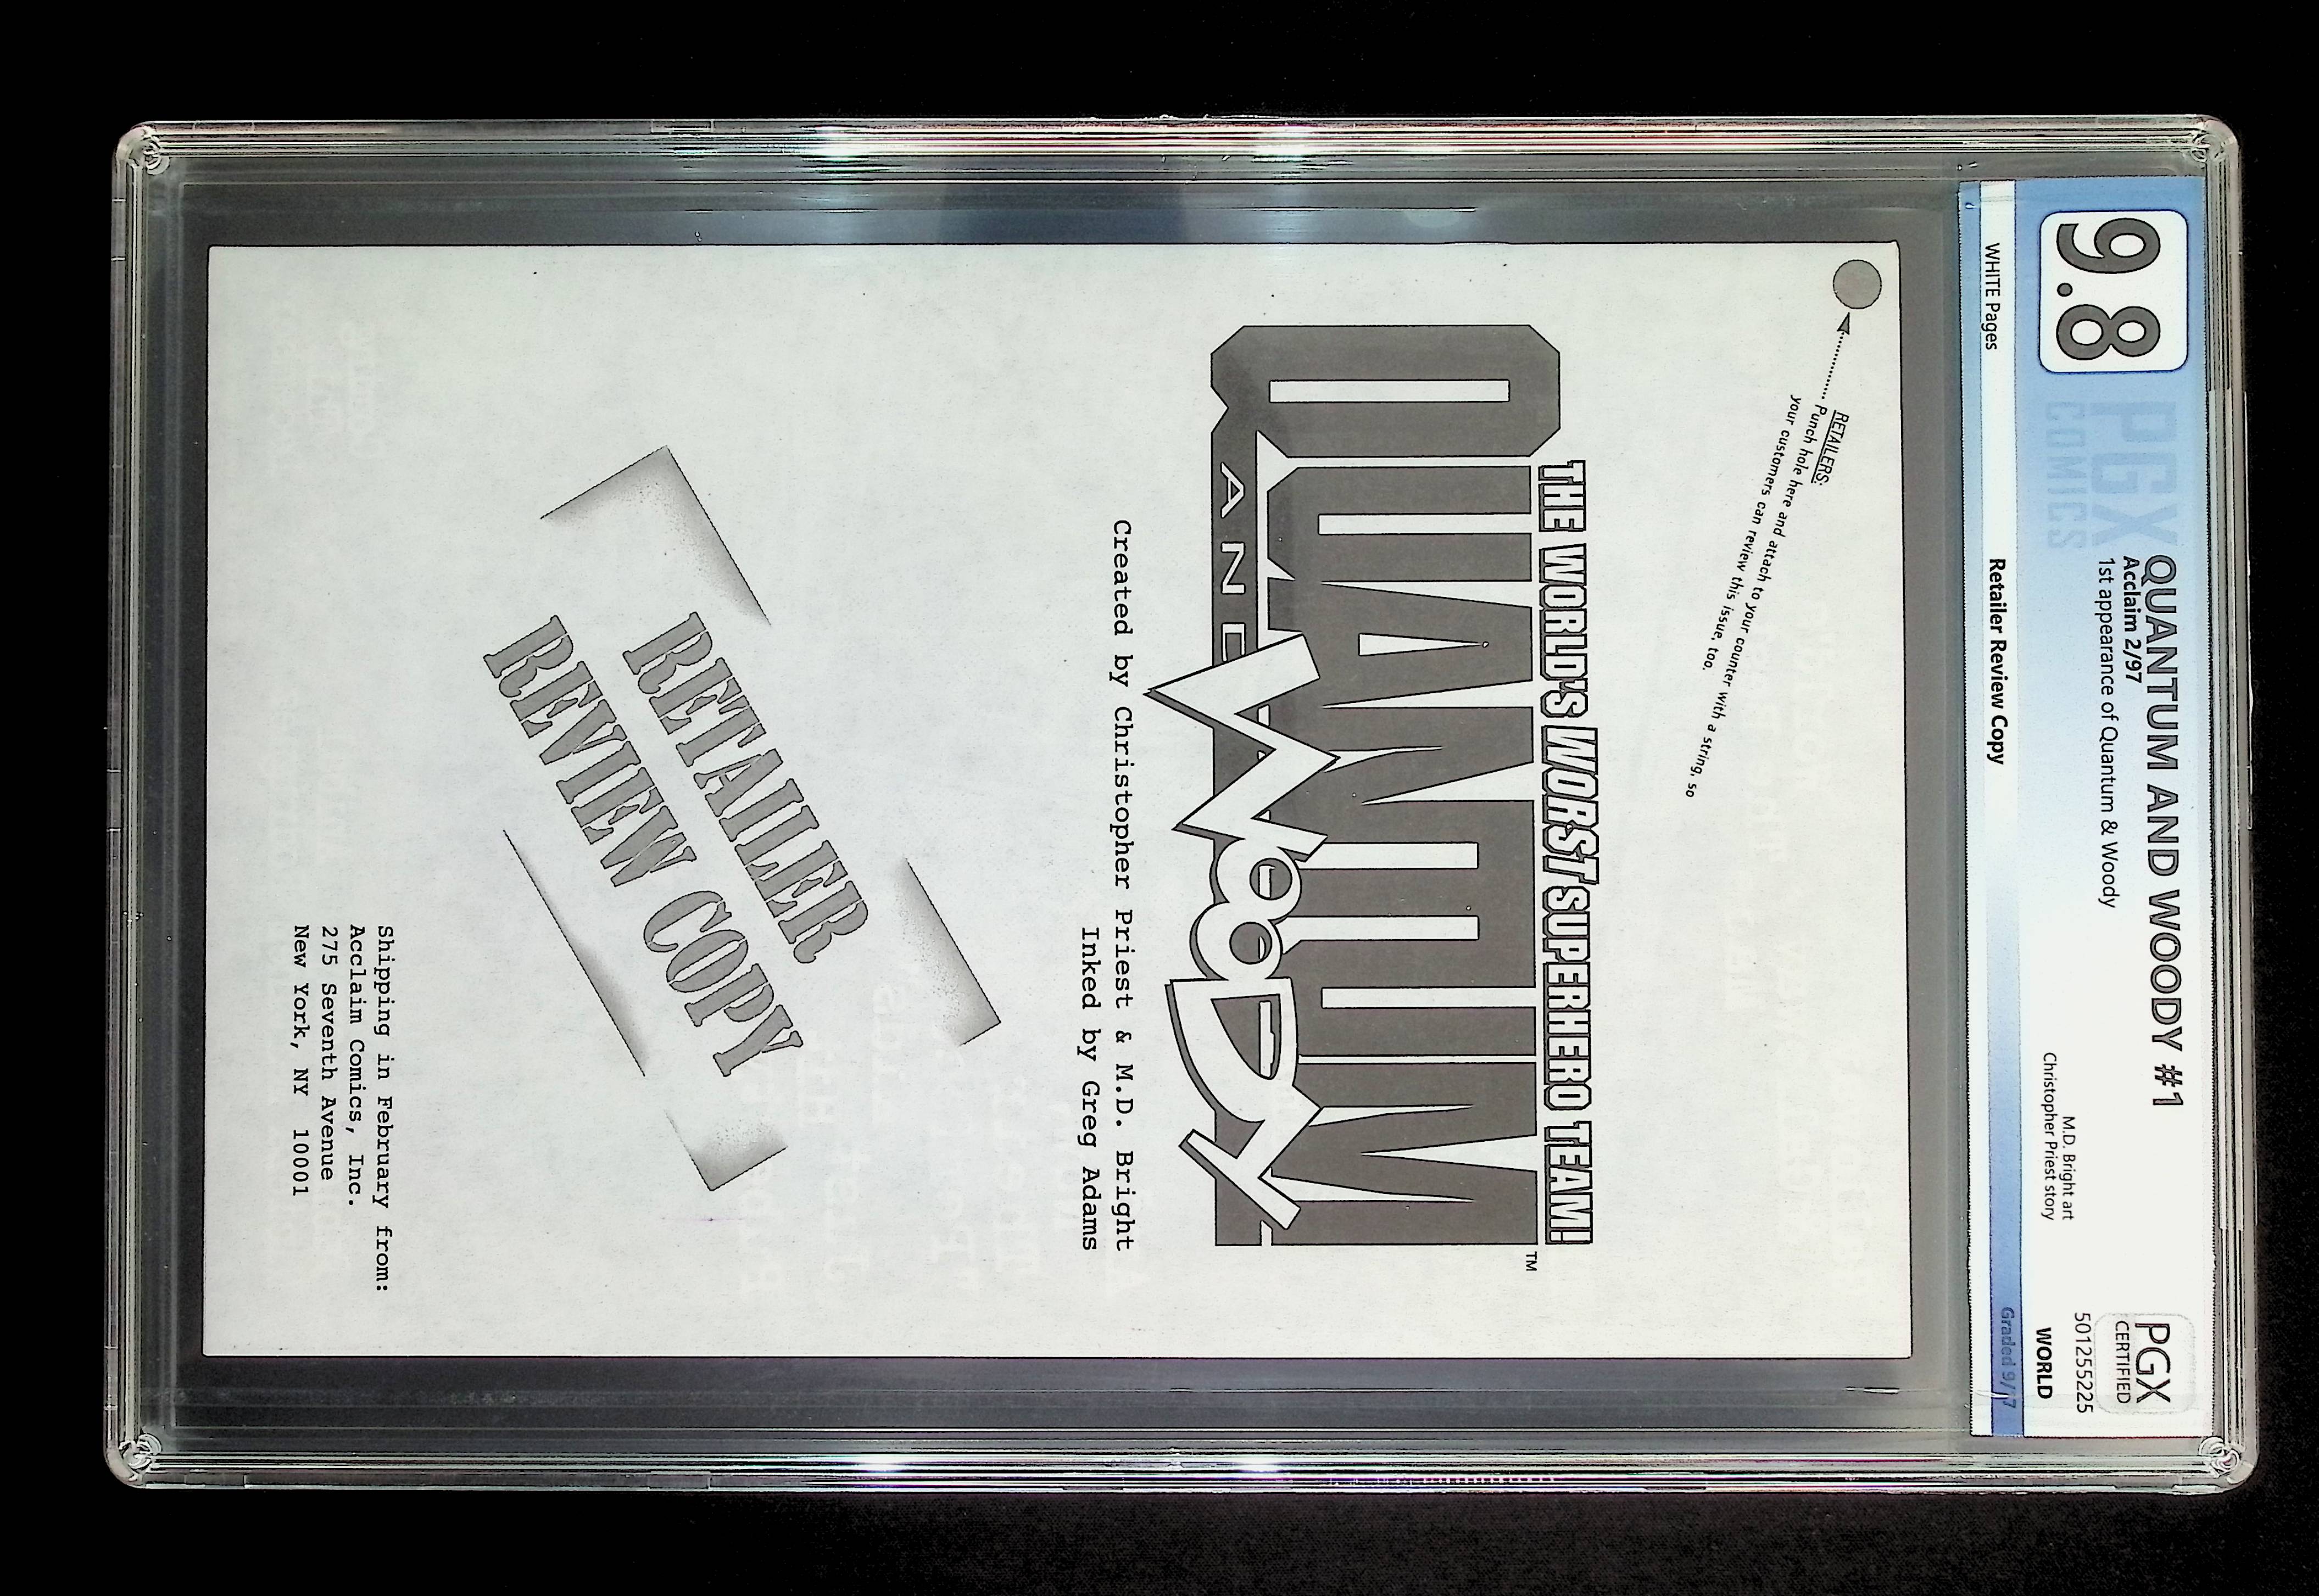 9.8
PGX
COMICS
QUANTUM AND WOODY #1
Acclaim 2/97
1st appearance of Quantum & Woody
M.D. Bright art
Christopher Priest story
PGX
CERTIFIED
501255225
WORLD
WHITE Pages
Retailer Review Copy
RETAILERS:
Punch hole here and attach to your counter with a string, so
your customers can review this issue, too.
THE WORLD'S WORST SUPERHERO TEAM!
QUANTUM TM
AND
WOODY
Created by Christopher Priest & M.D. Bright
Inked by Greg Adams
RETAILER
REVIEW COPY
Shipping in February from:
Acclaim Comics, Inc.
275 Seventh Avenue
New York, NY 10001